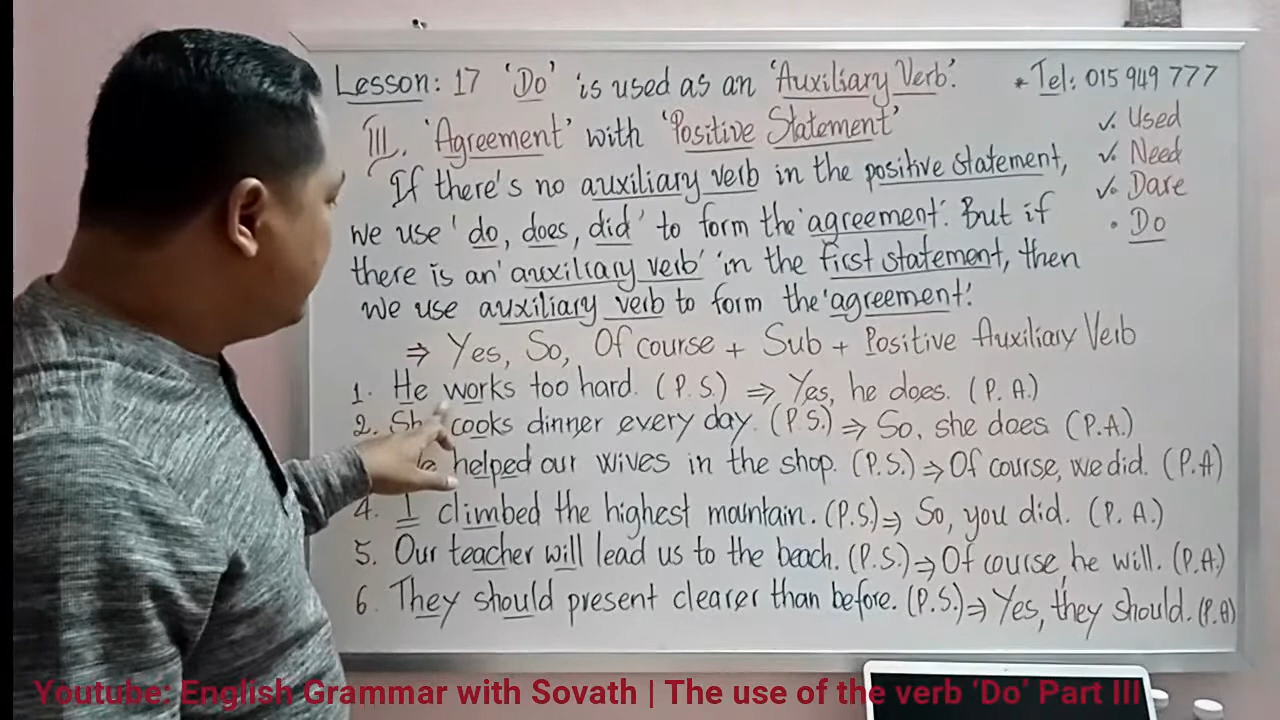 Lesson: 17 'Do' is used as an 'Auxiliary Verb'.
* Tel: 015 949 777
III. 'Agreement' with 'Positive Statement'
✓. Used
✓. Need
✓. Dare
• Do
If there's no auxiliary verb in the positive statement,
we use 'do, does, did' to form the 'agreement'. But if
there is an 'auxiliary verb' in the first statement, then
we use auxiliary verb to form the 'agreement'.
⇒ Yes, So, Of course + Sub + Positive Auxiliary Verb
1. He works too hard. (P.S.) ⇒ Yes, he does. (P.A.)
2. She cooks dinner every day. (P.S.) ⇒ So, she does (P.A.)
helped our wives in the shop. (P.S.) ⇒ Of course, we did. (P.A)
4. I climbed the highest mountain. (P.S.) ⇒ So, you did. (P.A.)
5. Our teacher will lead us to the beach. (P.S.) ⇒ Of course, he will. (P.A)
6. They should present clearer than before. (P.S.) ⇒ Yes, they should. (P.A)
Youtube: English Grammar with Sovath | The use of the verb 'Do' Part III